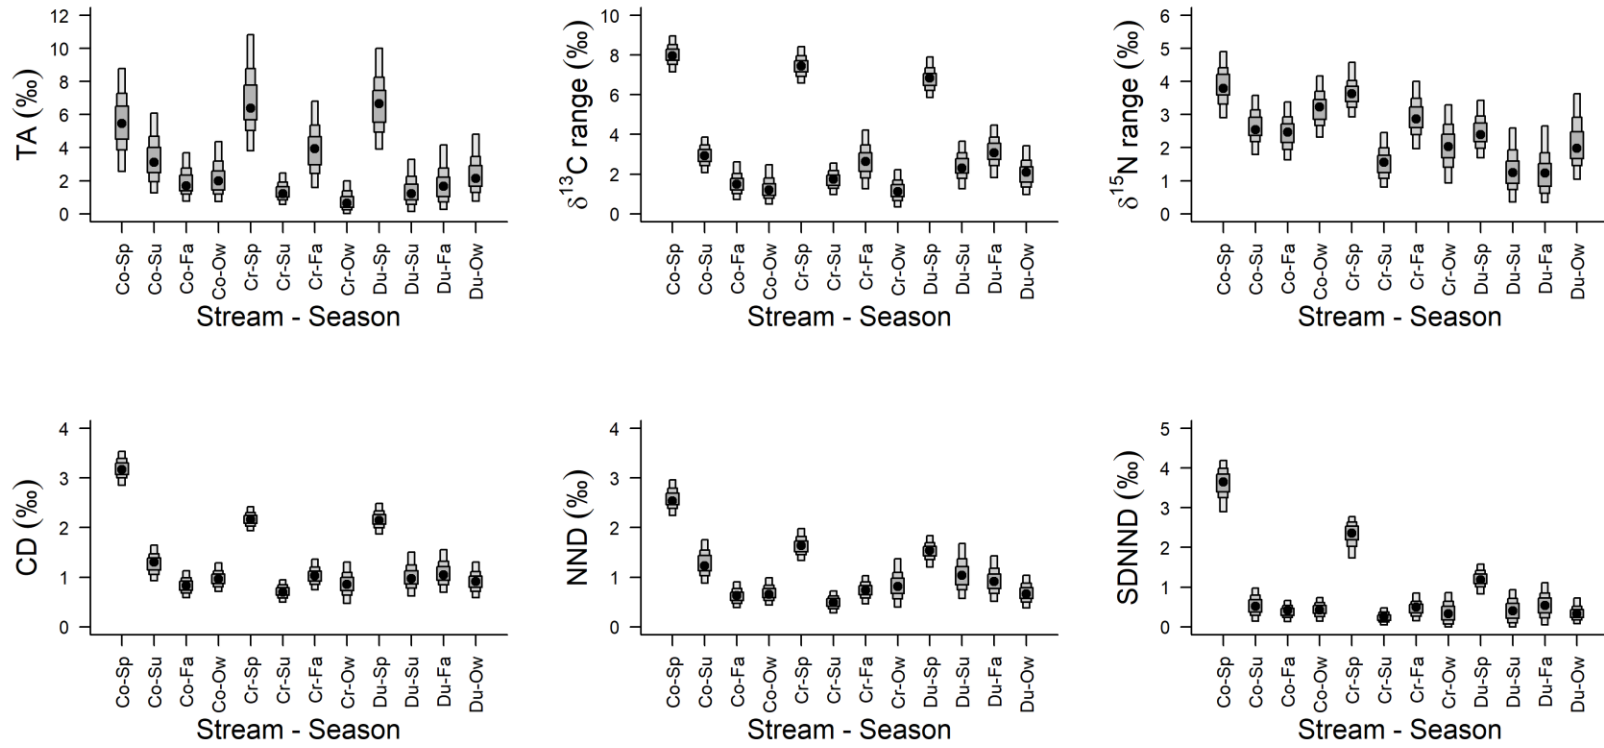 TA (‰)
12
10
8
6
4
2
0
Co-Sp
Co-Su
Co-Fa
Co-Ow
Cr-Sp
Cr-Su
Cr-Fa
Cr-Ow
Du-Sp
Du-Su
Du-Fa
Du-Ow
Stream - Season
δ¹³C range (‰)
10
8
6
4
2
0
Co-Sp
Co-Su
Co-Fa
Co-Ow
Cr-Sp
Cr-Su
Cr-Fa
Cr-Ow
Du-Sp
Du-Su
Du-Fa
Du-Ow
Stream - Season
δ¹⁵N range (‰)
6
5
4
3
2
1
0
Co-Sp
Co-Su
Co-Fa
Co-Ow
Cr-Sp
Cr-Su
Cr-Fa
Cr-Ow
Du-Sp
Du-Su
Du-Fa
Du-Ow
Stream - Season
CD (‰)
4
3
2
1
0
Co-Sp
Co-Su
Co-Fa
Co-Ow
Cr-Sp
Cr-Su
Cr-Fa
Cr-Ow
Du-Sp
Du-Su
Du-Fa
Du-Ow
Stream - Season
NND (‰)
4
3
2
1
0
Co-Sp
Co-Su
Co-Fa
Co-Ow
Cr-Sp
Cr-Su
Cr-Fa
Cr-Ow
Du-Sp
Du-Su
Du-Fa
Du-Ow
Stream - Season
SDNND (‰)
5
4
3
2
1
0
Co-Sp
Co-Su
Co-Fa
Co-Ow
Cr-Sp
Cr-Su
Cr-Fa
Cr-Ow
Du-Sp
Du-Su
Du-Fa
Du-Ow
Stream - Season